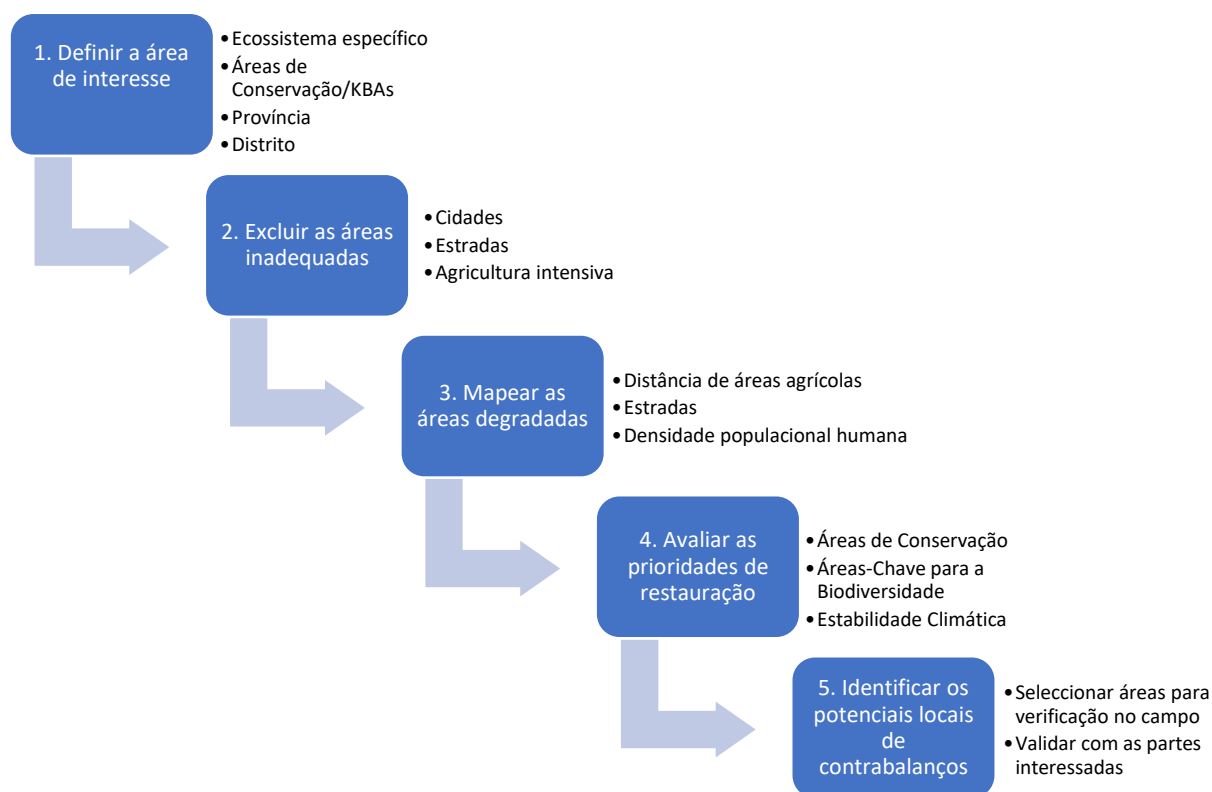 1. Definir a área
de interesse
•Ecossistema específico
•Áreas de
Conservação/KBAs
•Província
•Distrito
2. Excluir as áreas
inadequadas
•Cidades
•Estradas
•Agricultura intensiva
3. Mapear as
áreas degradadas
•Distância de áreas agrícolas
•Estradas
•Densidade populacional humana
4. Avaliar as
prioridades de
restauração
•Áreas de Conservação
•Áreas-Chave para a
Biodiversidade
•Estabilidade Climática
5. Identificar os
potenciais locais
de
contrabalanços
•Seleccionar áreas para
verificação no campo
•Validar com as partes
interessadas